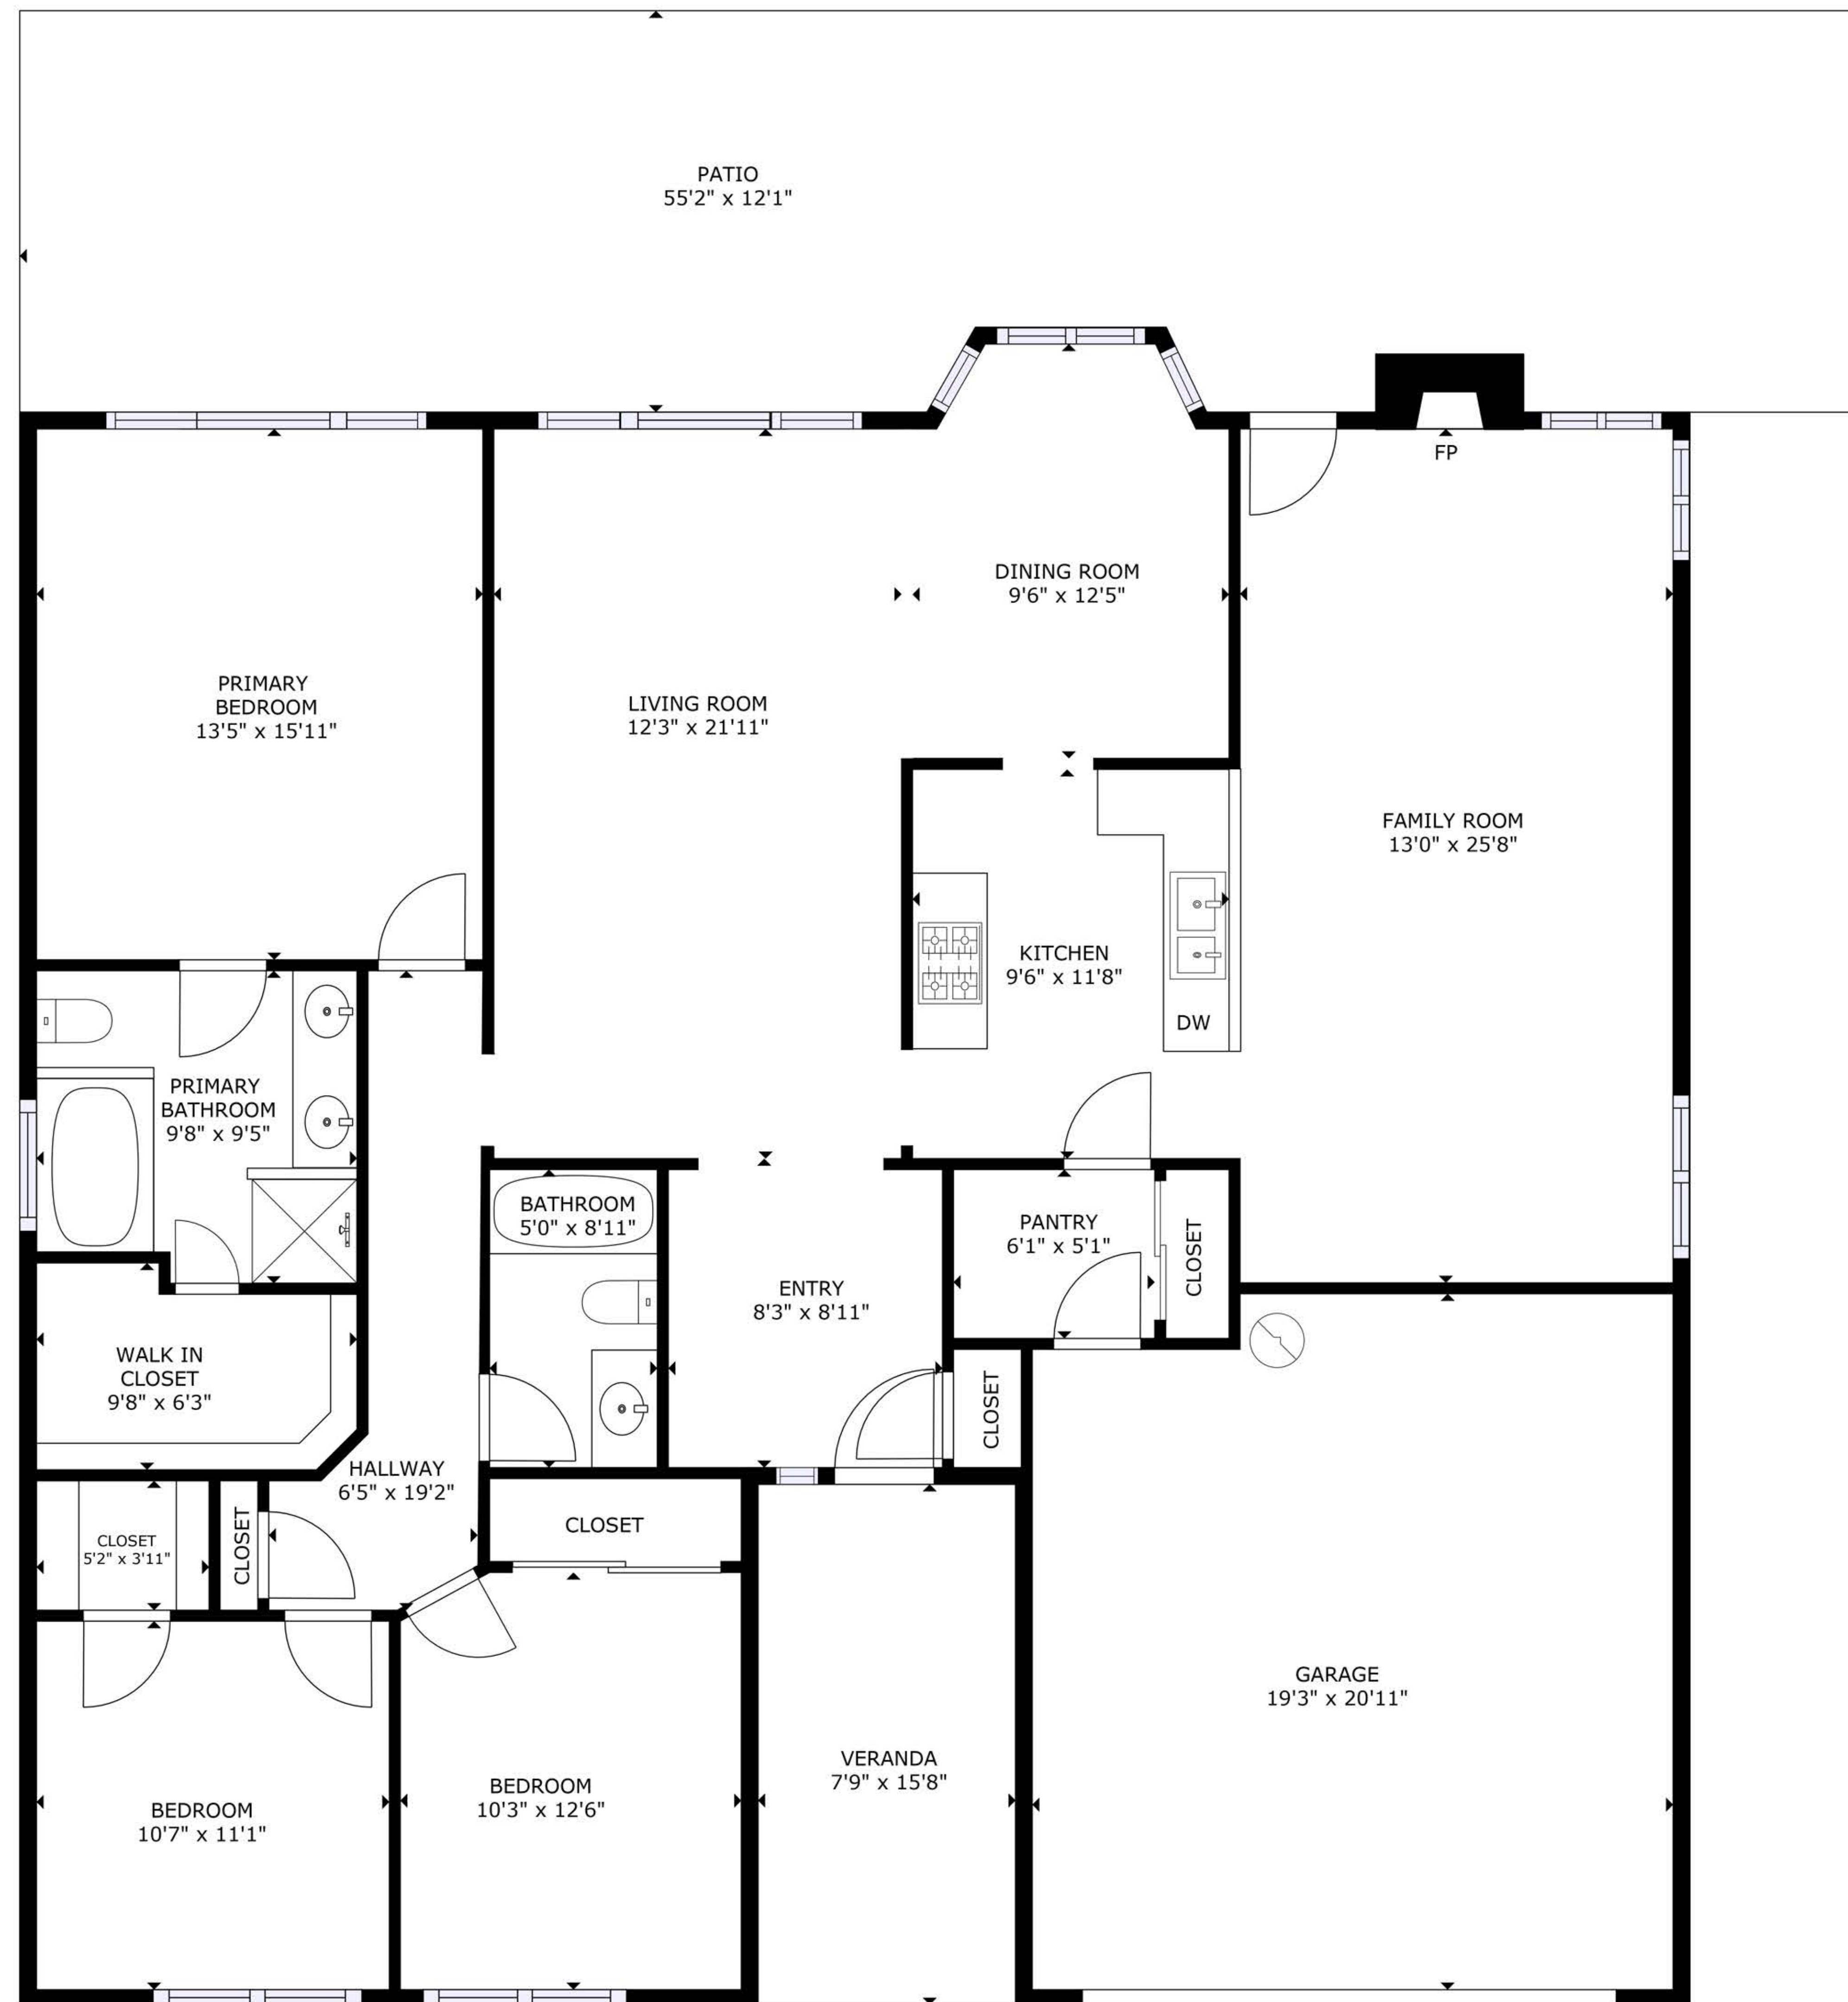 PATIO
55'2" x 12'1"
FP
DINING ROOM
9'6" x 12'5"
PRIMARY
BEDROOM
13'5" x 15'11"
LIVING ROOM
12'3" x 21'11"
FAMILY ROOM
13'0" x 25'8"
KITCHEN
9'6" x 11'8"
DW
PRIMARY
BATHROOM
9'8" x 9'5"
BATHROOM
5'0" x 8'11"
PANTRY
6'1" x 5'1"
CLOSET
ENTRY
8'3" x 8'11"
WALK IN
CLOSET
9'8" x 6'3"
CLOSET
HALLWAY
6'5" x 19'2"
CLOSET
CLOSET
5'2" x 3'11"
CLOSET
GARAGE
19'3" x 20'11"
VERANDA
7'9" x 15'8"
BEDROOM
10'3" x 12'6"
BEDROOM
10'7" x 11'1"